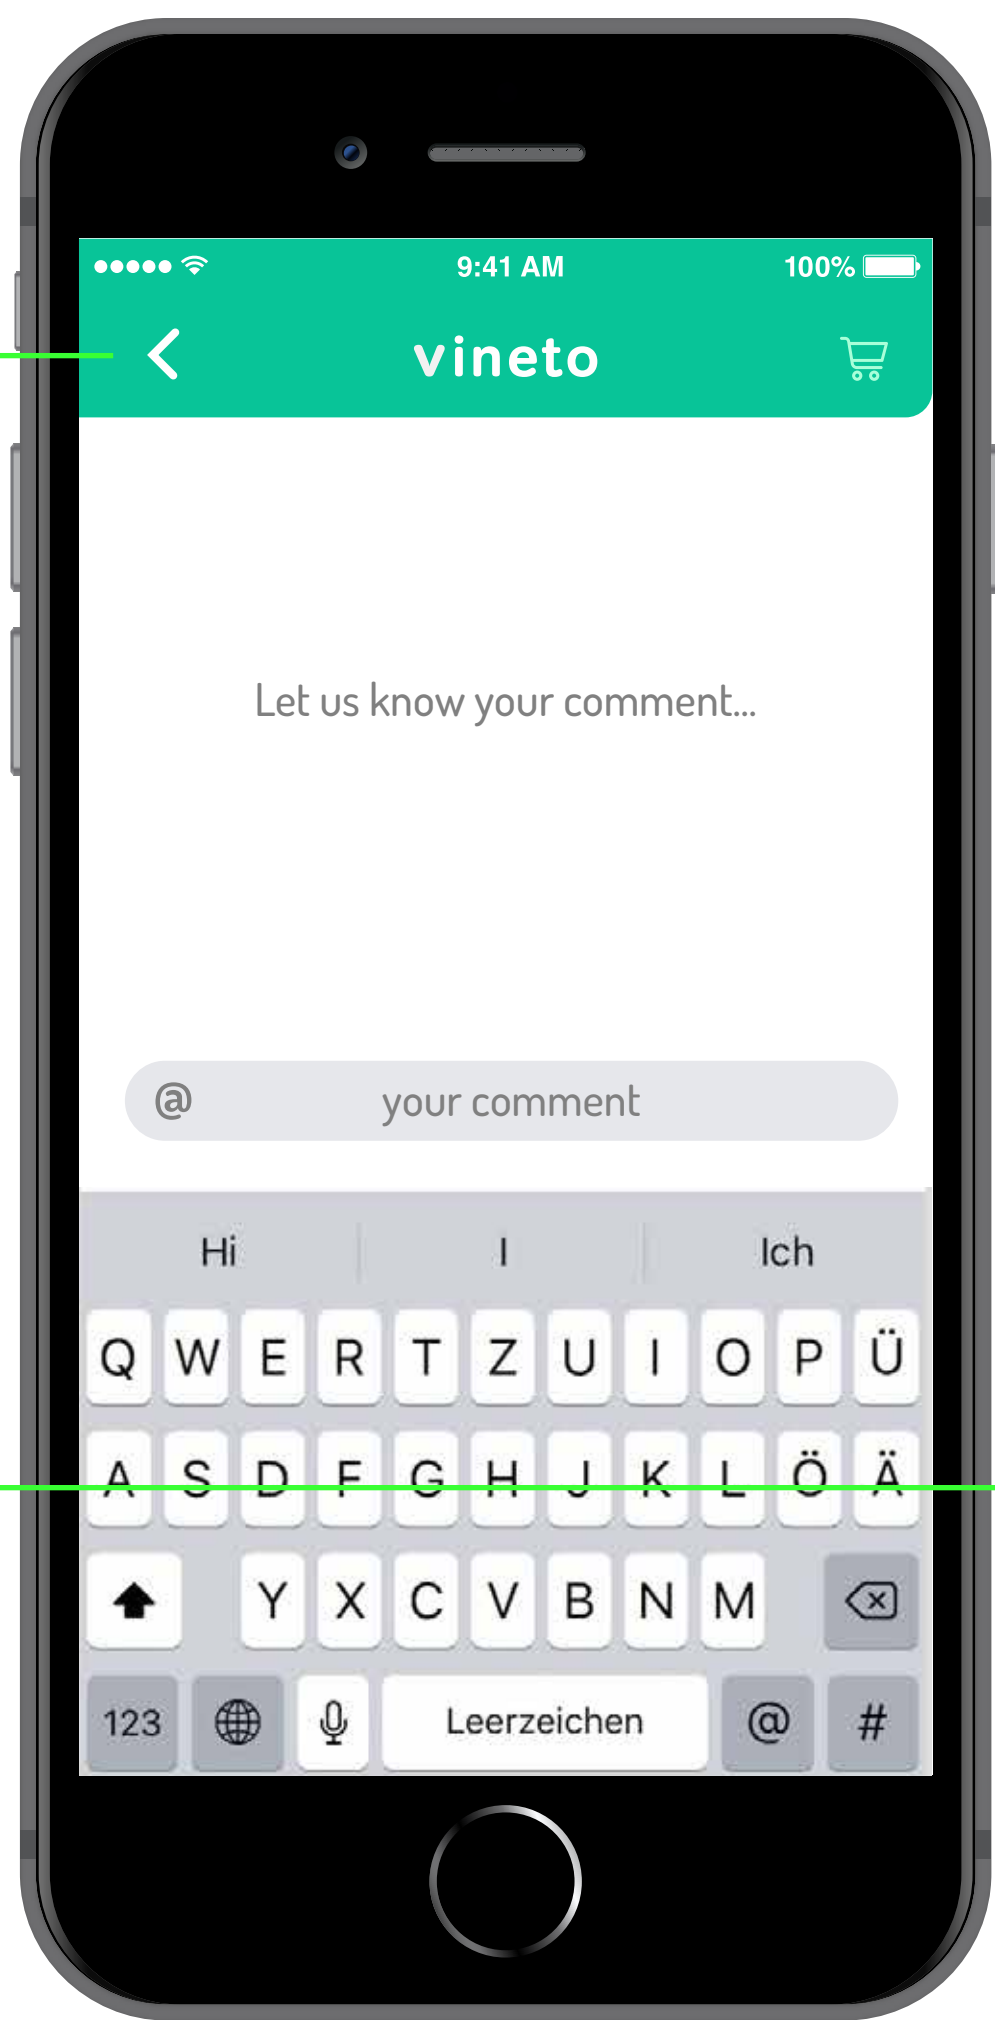 9:41 AM 100%
vineto
Let us know your comment...
@ your comment
Hi I Ich
Q W E R T Z U I O P Ü
A S D F G H J K L Ö Ä
Y X C V B N M
123 Leerzeichen @ #